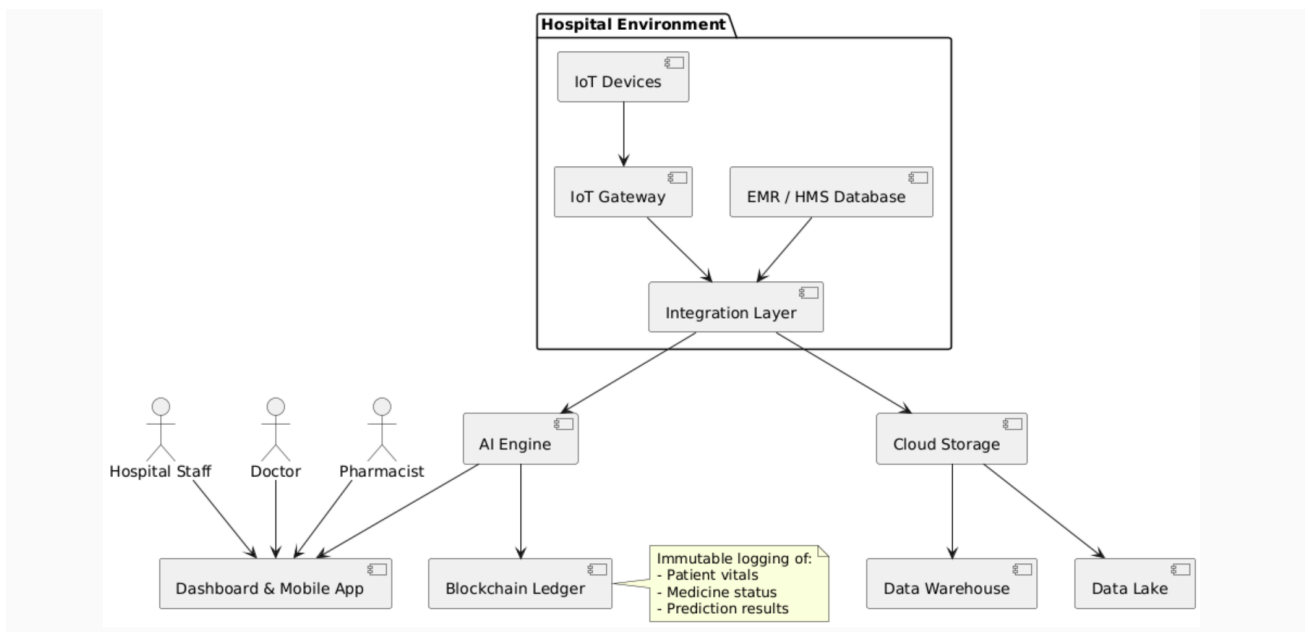 Hospital Environment
IoT Devices
IoT Gateway
EMR / HMS Database
Integration Layer
AI Engine
Cloud Storage
Hospital Staff
Doctor
Pharmacist
Dashboard & Mobile App
Blockchain Ledger
Immutable logging of:
- Patient vitals
- Medicine status
- Prediction results
Data Warehouse
Data Lake